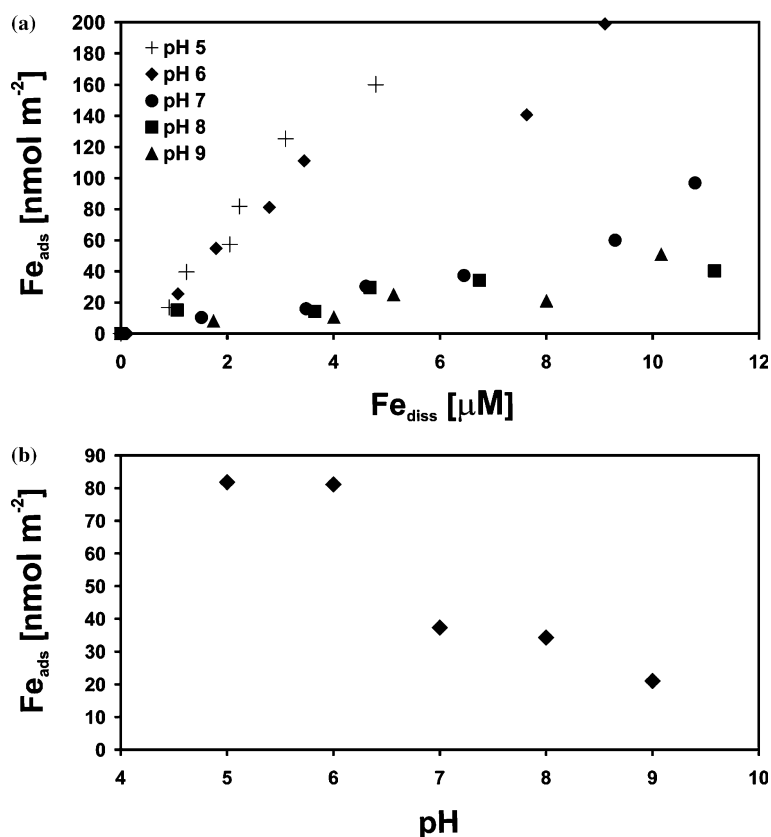 (a)
200
180
160
140
120
100
80
60
40
20
0
Fe_ads [nmol m^-2]
pH 5
pH 6
pH 7
pH 8
pH 9
0 2 4 6 8 10 12
Fe_diss [μM]
(b)
90
80
70
60
50
40
30
20
10
0
Fe_ads [nmol m^-2]
4 5 6 7 8 9 10
pH